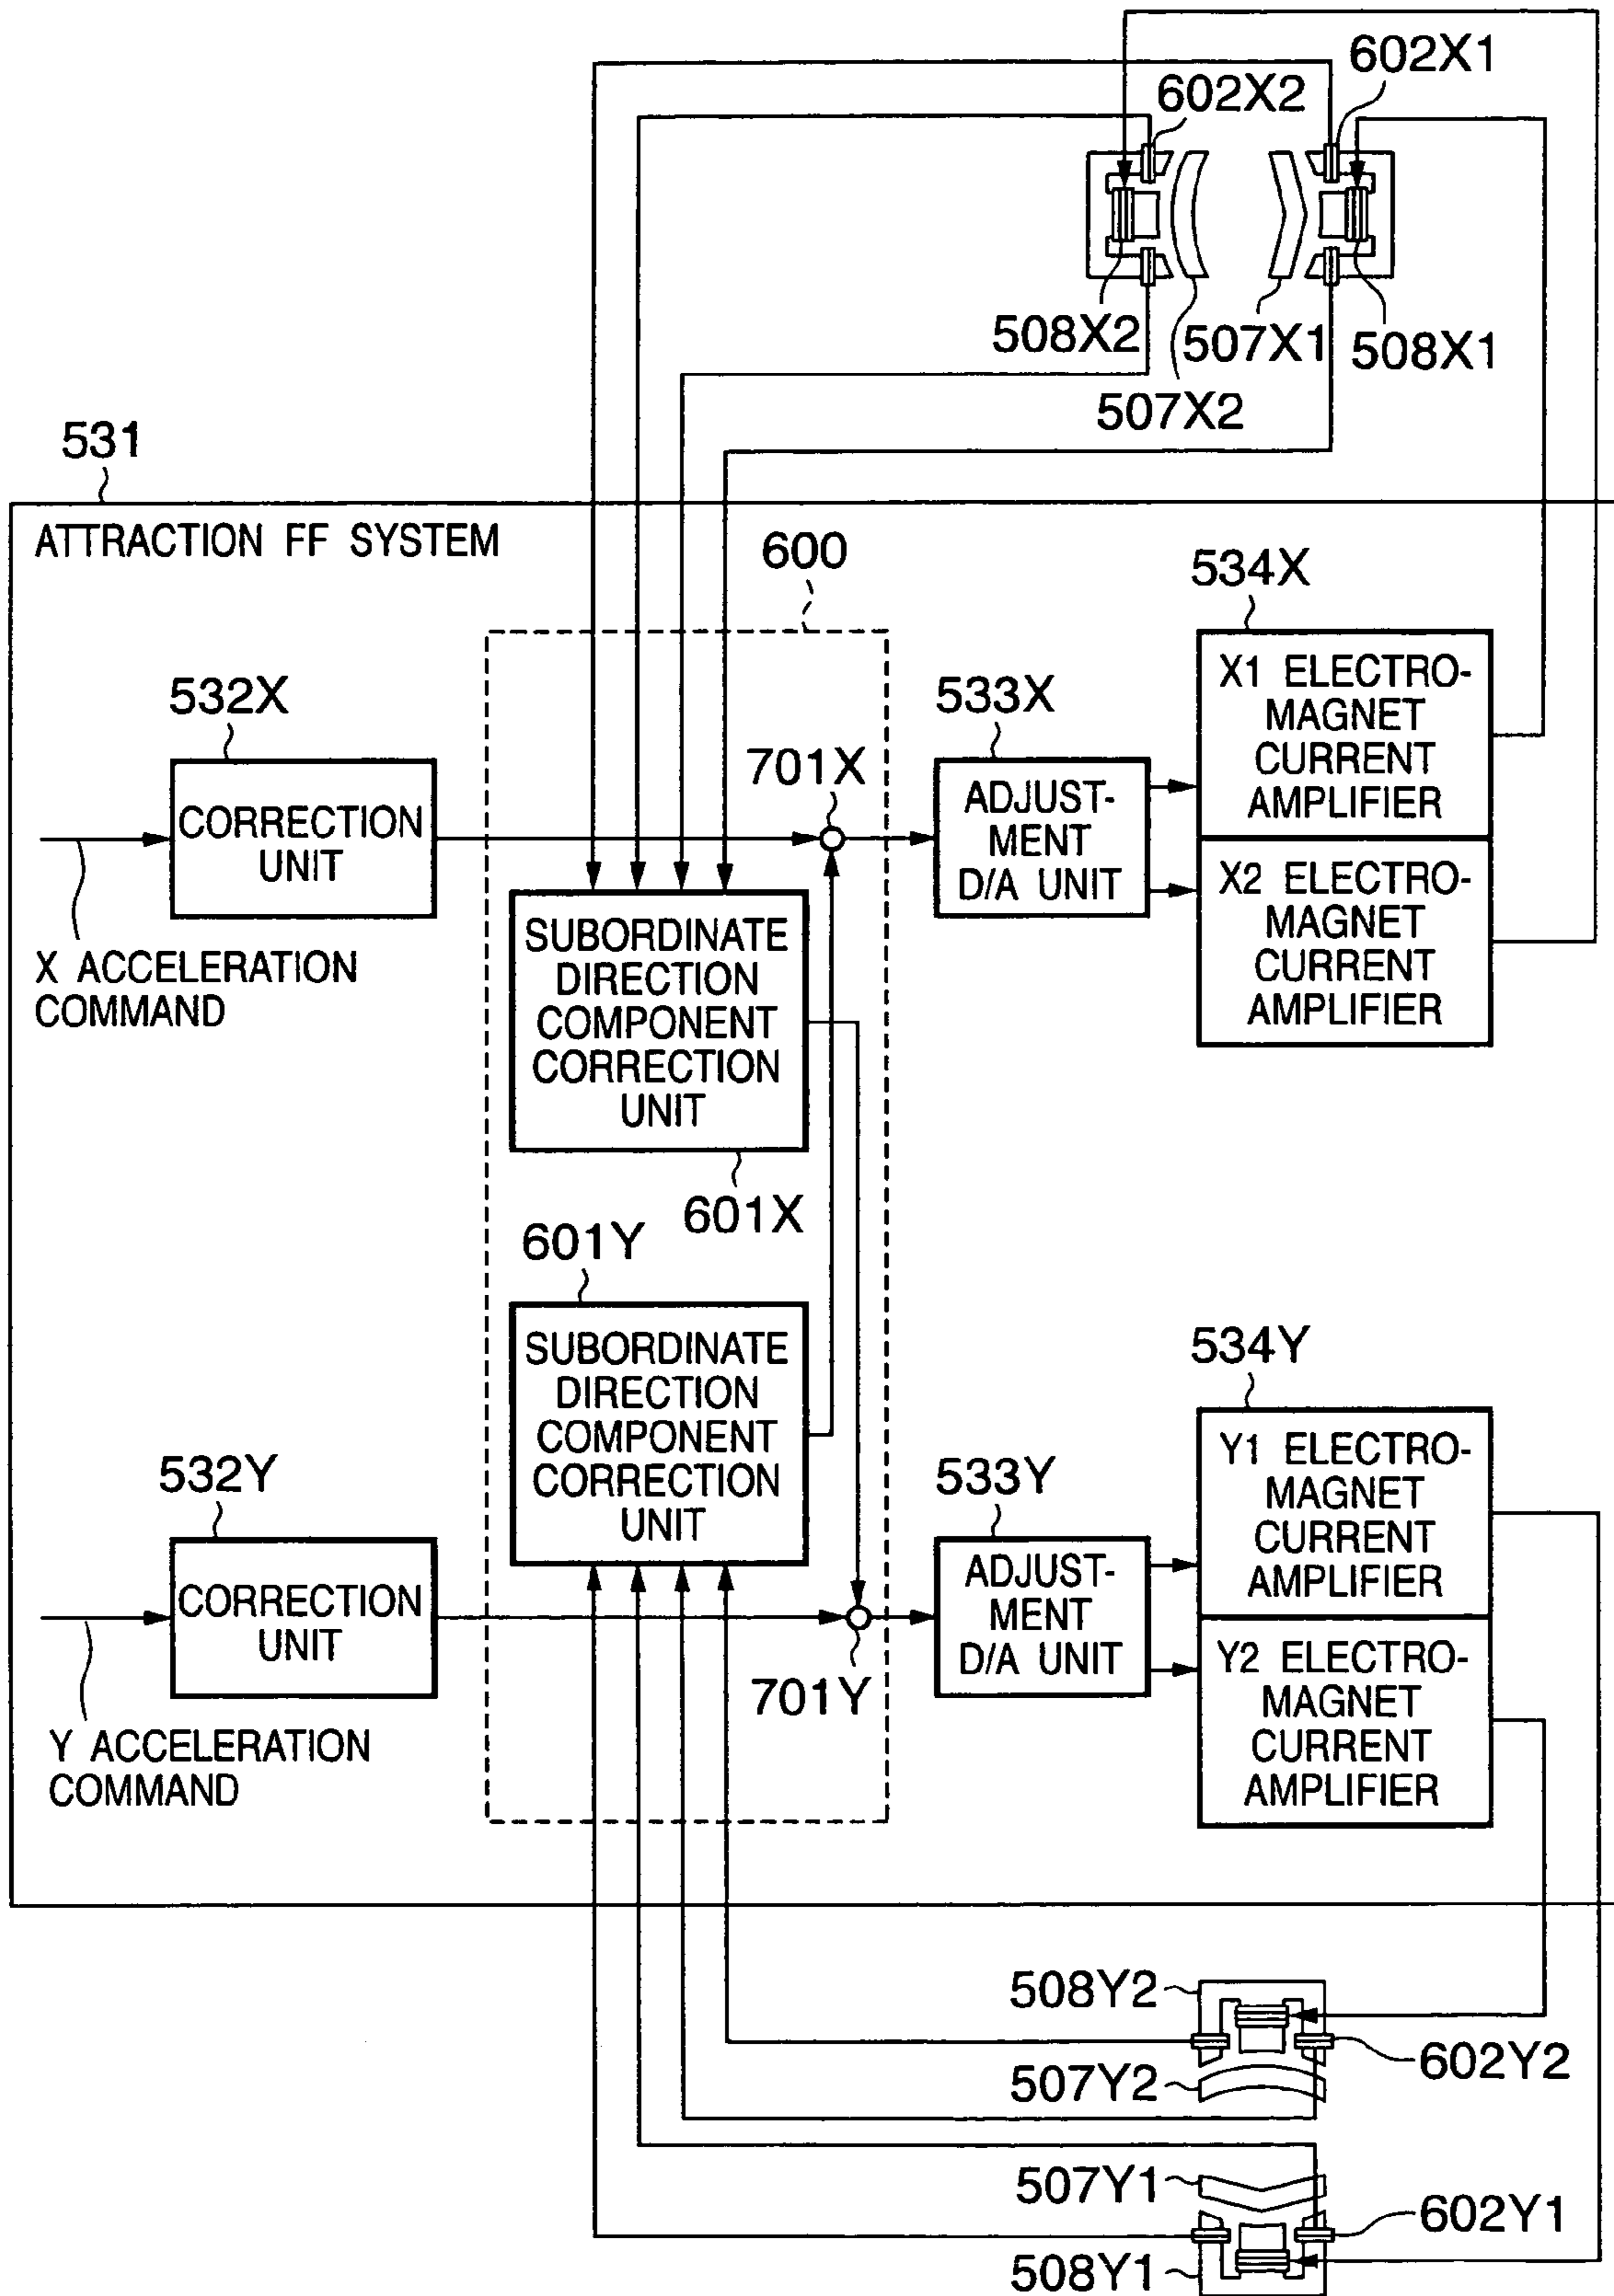 602X1
602X2
508X2
507X1
508X1
507X2
531
ATTRACTION FF SYSTEM
600
534X
X1 ELECTRO-
MAGNET
CURRENT
AMPLIFIER
532X
533X
701X
CORRECTION
UNIT
ADJUST-
MENT
D/A UNIT
X2 ELECTRO-
MAGNET
CURRENT
AMPLIFIER
X ACCELERATION
COMMAND
SUBORDINATE
DIRECTION
COMPONENT
CORRECTION
UNIT
601X
601Y
SUBORDINATE
DIRECTION
COMPONENT
CORRECTION
UNIT
534Y
Y1 ELECTRO-
MAGNET
CURRENT
AMPLIFIER
532Y
533Y
CORRECTION
UNIT
ADJUST-
MENT
D/A UNIT
701Y
Y2 ELECTRO-
MAGNET
CURRENT
AMPLIFIER
Y ACCELERATION
COMMAND
508Y2
602Y2
507Y2
507Y1
602Y1
508Y1